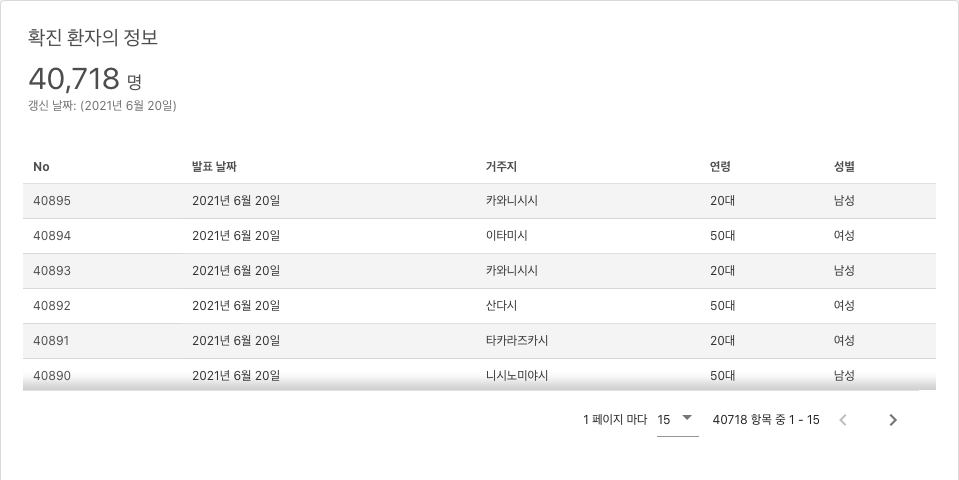 확진 환자의 정보
40,718 명
갱신 날짜: (2021년 6월 20일)
No 발표 날짜 거주지 연령 성별
40895 2021년 6월 20일 카와니시시 20대 남성
40894 2021년 6월 20일 이타미시 50대 여성
40893 2021년 6월 20일 카와니시시 20대 남성
40892 2021년 6월 20일 산다시 50대 여성
40891 2021년 6월 20일 타카라즈카시 20대 여성
40890 2021년 6월 20일 니시노미야시 50대 남성
1 페이지 마다 15 40718 항목 중 1 - 15